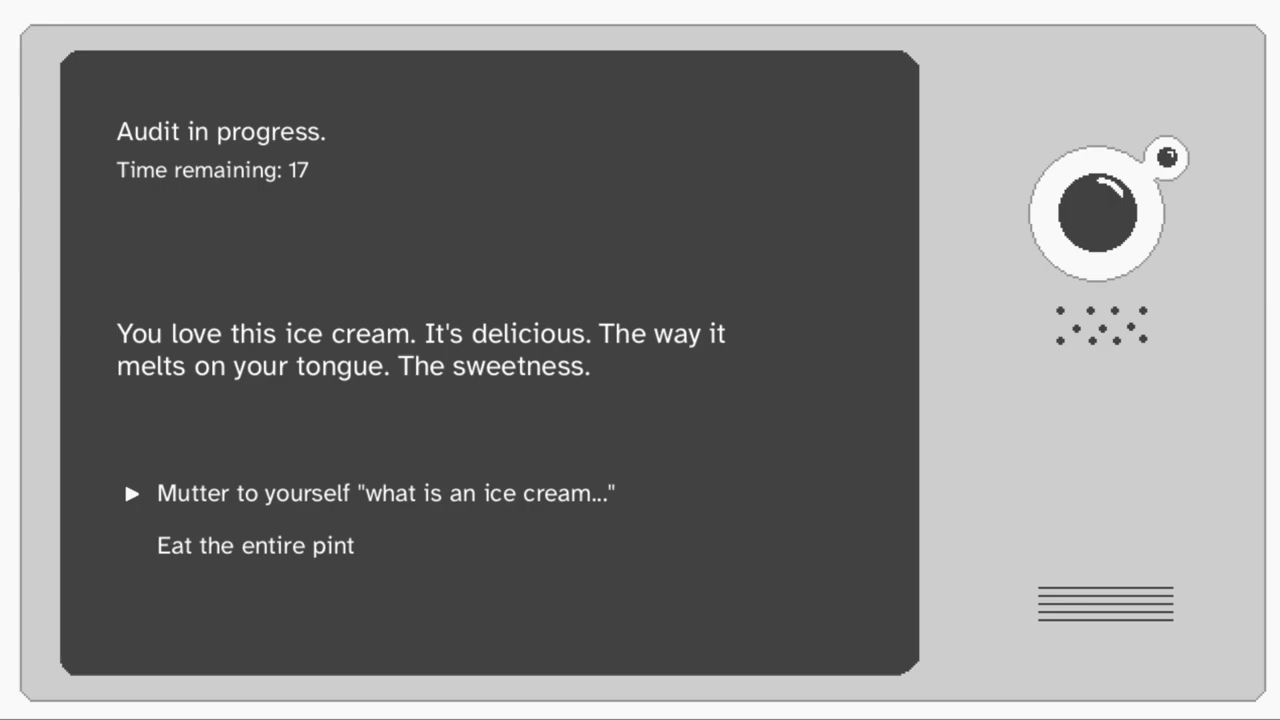 Audit in progress.
Time remaining: 17
You love this ice cream. It's delicious. The way it
melts on your tongue. The sweetness.
Mutter to yourself "what is an ice cream..."
Eat the entire pint